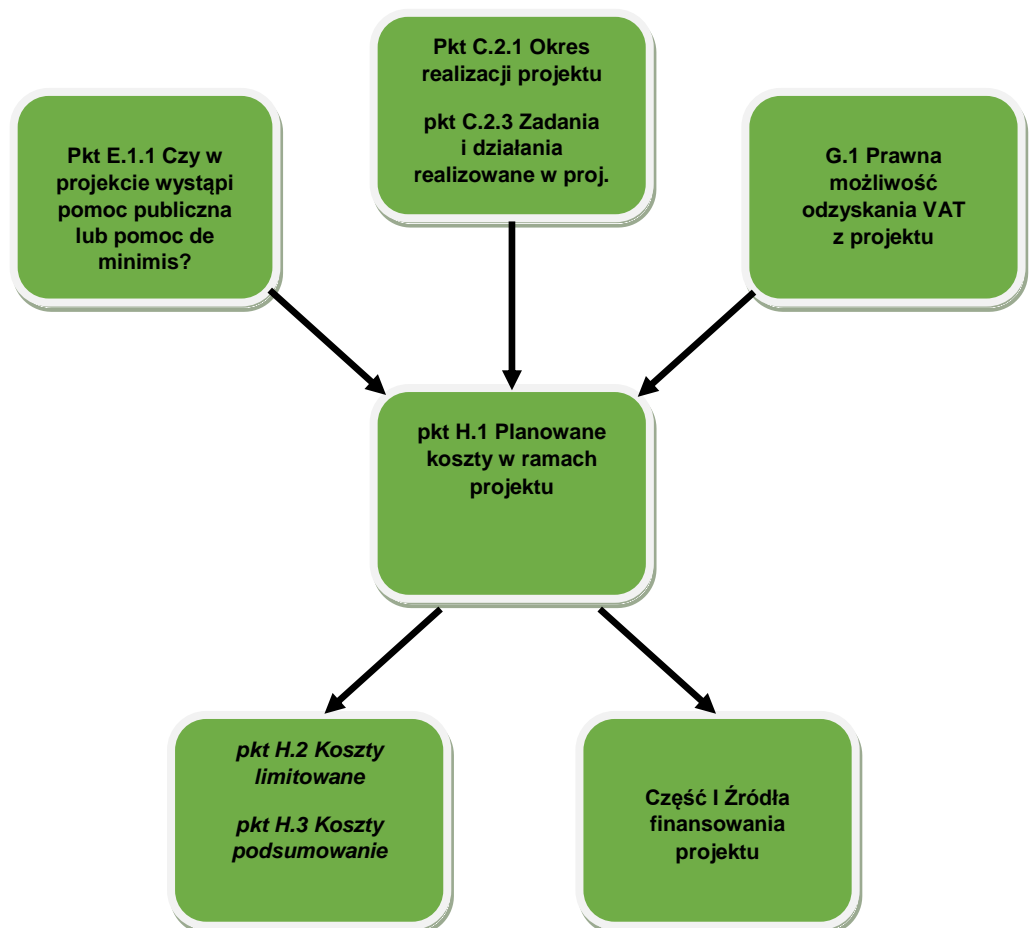 Pkt C.2.1 Okres
realizacji projektu
pkt C.2.3 Zadania
i działania
realizowane w proj.
Pkt E.1.1 Czy w
projekcie wystąpi
pomoc publiczna
lub pomoc de
minimis?
G.1 Prawna
możliwość
odzyskania VAT
z projektu
pkt H.1 Planowane
koszty w ramach
projektu
pkt H.2 Koszty
limitowane
pkt H.3 Koszty
podsumowanie
Część I Źródła
finansowania
projektu